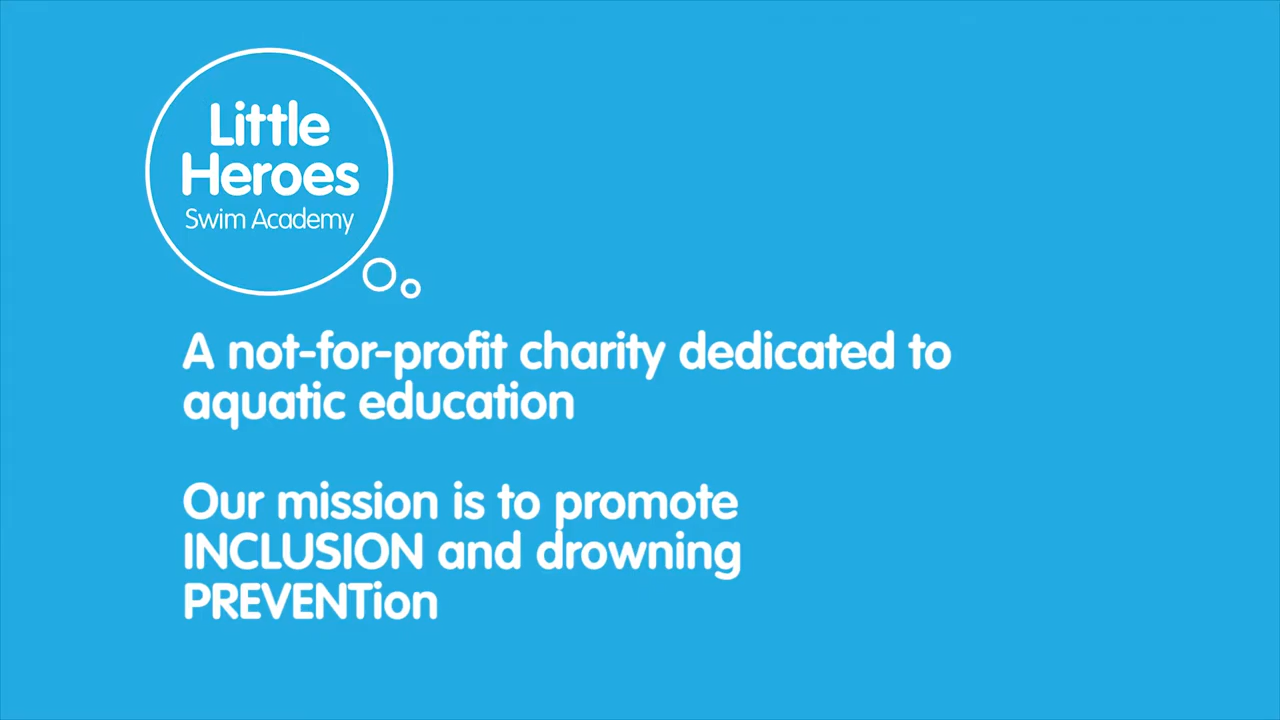 Little
Heroes
Swim Academy
A not-for-profit charity dedicated to
aquatic education
Our mission is to promote
INCLUSION and drowning
PREVENTion